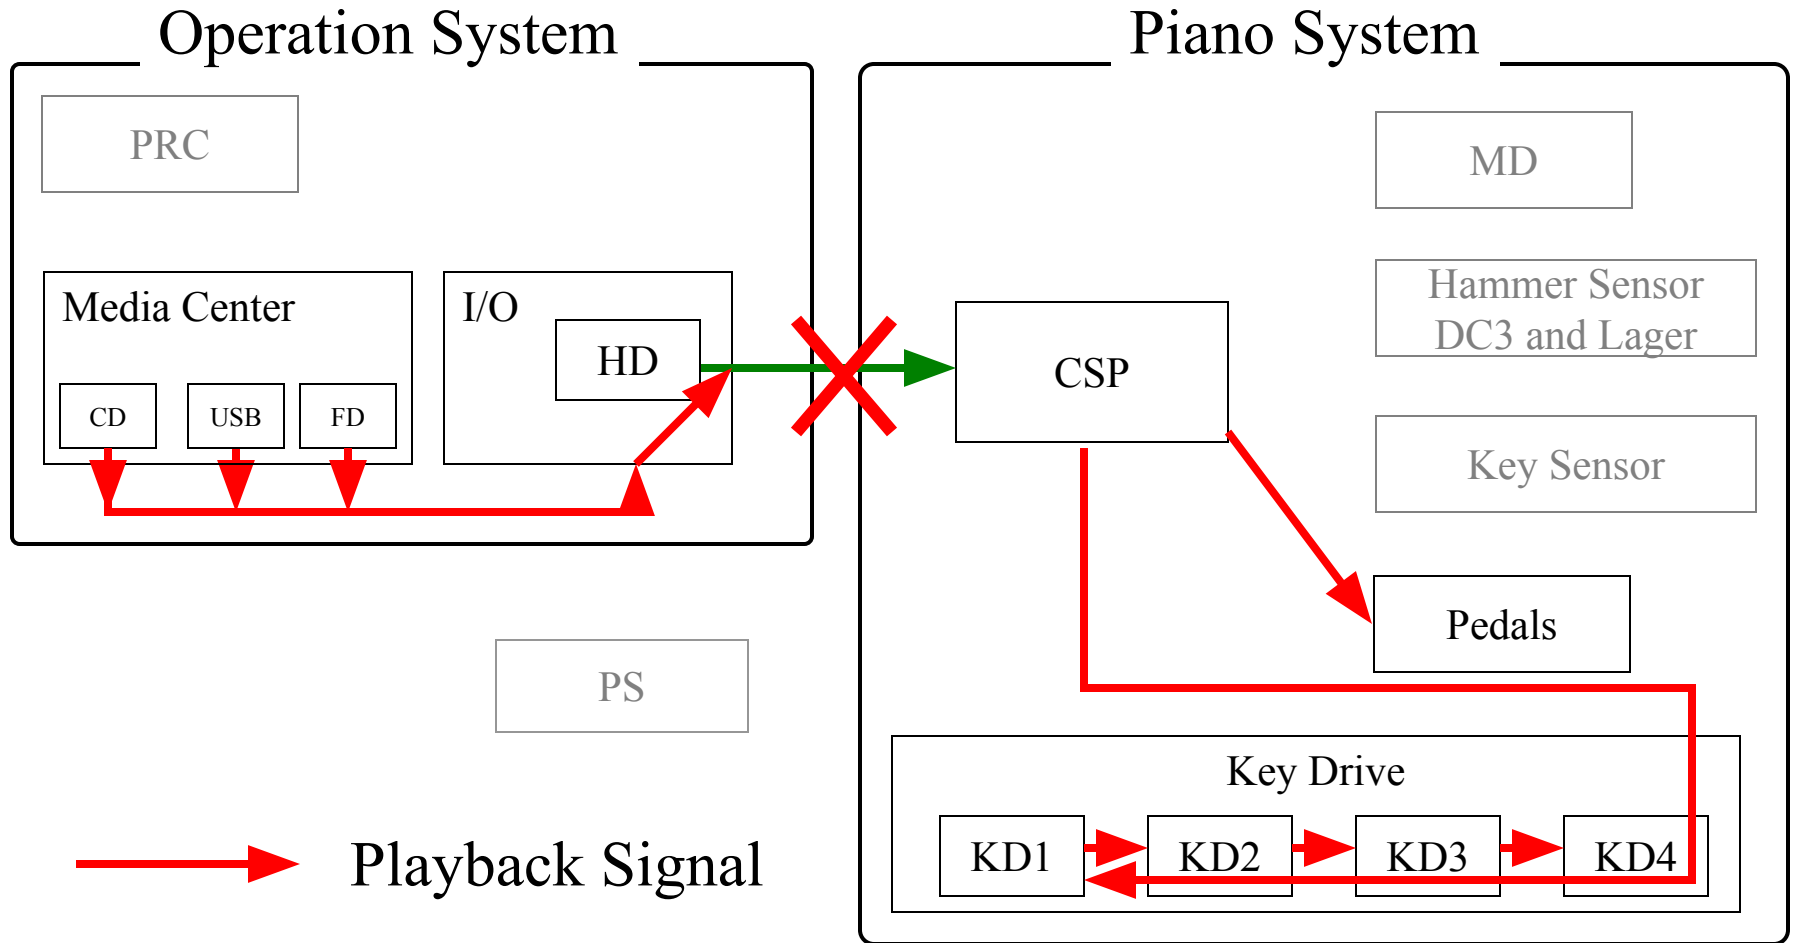 Operation System
Piano System
PRC
MD
Hammer Sensor
DC3 and Lager
Media Center
I/O
HD
CSP
CD
USB
FD
Key Sensor
Pedals
PS
Key Drive
KD1
KD2
KD3
KD4
Playback Signal